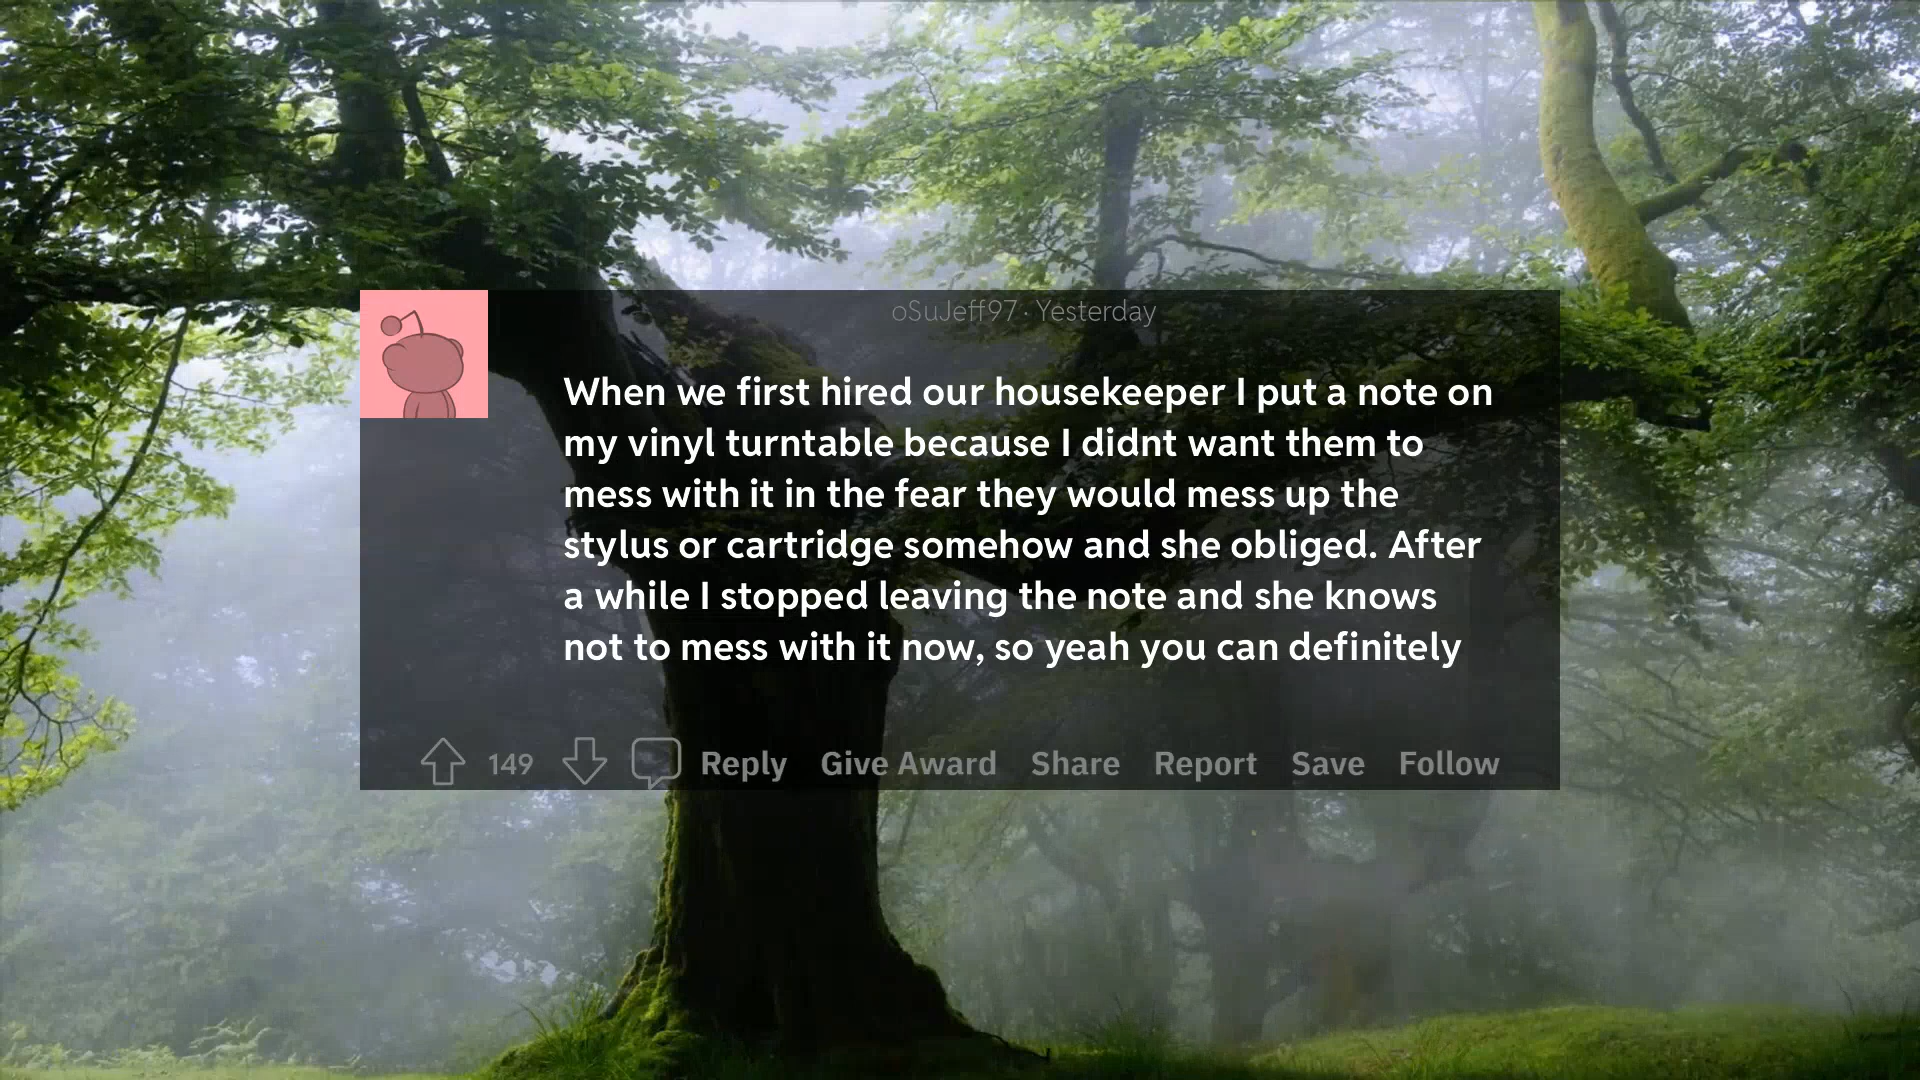 oSuJeff97 · Yesterday
When we first hired our housekeeper I put a note on
my vinyl turntable because I didnt want them to
mess with it in the fear they would mess up the
stylus or cartridge somehow and she obliged. After
a while I stopped leaving the note and she knows
not to mess with it now, so yeah you can definitely
149 Reply Give Award Share Report Save Follow